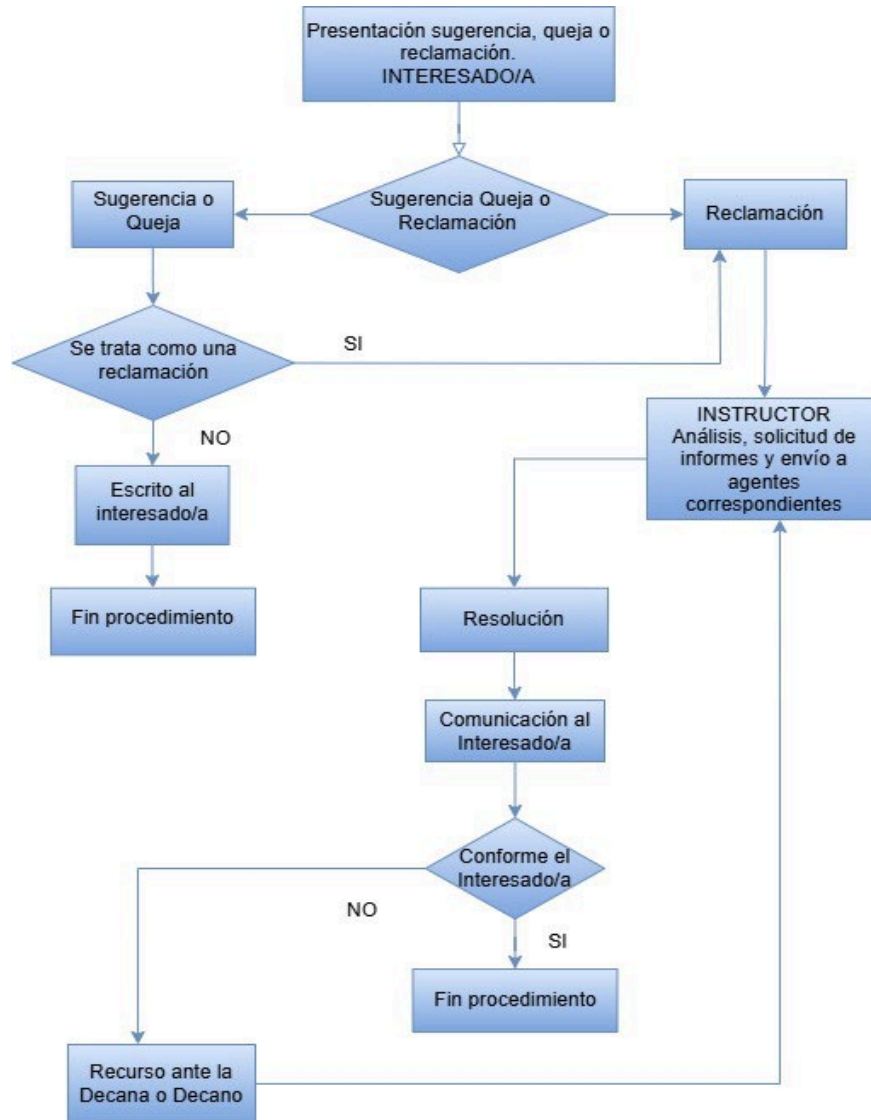 Presentación sugerencia, queja o
reclamación.
INTERESADO/A
Sugerencia o
Queja
Sugerencia Queja o
Reclamación
Reclamación
Se trata como una
reclamación
SI
NO
INSTRUCTOR
Análisis, solicitud de
informes y envío a
agentes
correspondientes
Escrito al
interesado/a
Fin procedimiento
Resolución
Comunicación al
Interesado/a
Conforme el
Interesado/a
NO
SI
Fin procedimiento
Recurso ante la
Decana o Decano